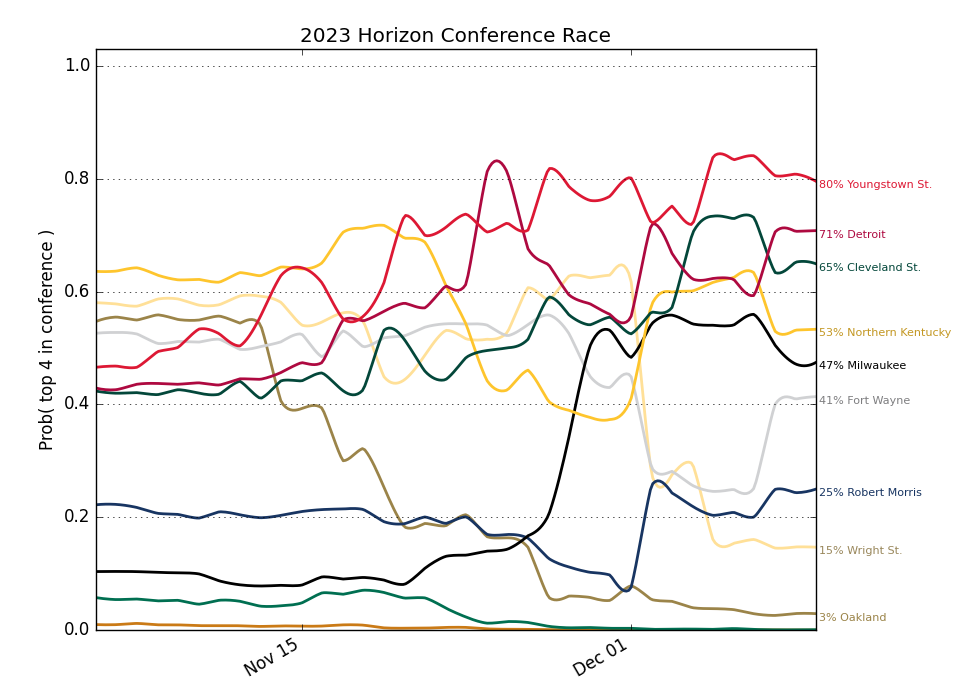 2023 Horizon Conference Race
Prob( top 4 in conference )
1.0
0.8
0.6
0.4
0.2
0.0
Nov 15
Dec 01
80% Youngstown St.
71% Detroit
65% Cleveland St.
53% Northern Kentucky
47% Milwaukee
41% Fort Wayne
25% Robert Morris
15% Wright St.
3% Oakland